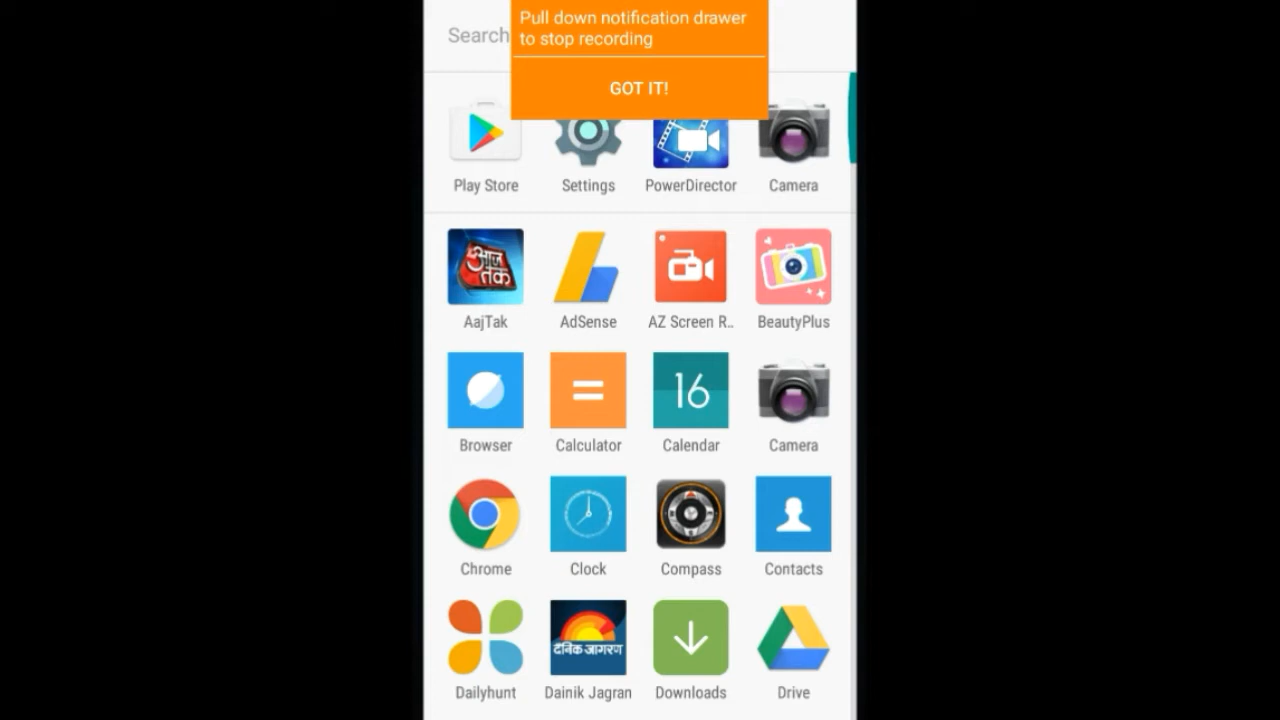 Pull down notification drawer
to stop recording
Search
GOT IT!
Play Store Settings PowerDirector Camera
आज
तक
AajTak AdSense AZ Screen R.. BeautyPlus
16
Browser Calculator Calendar Camera
Chrome Clock Compass Contacts
दैनिक जागरण
Dailyhunt Dainik Jagran Downloads Drive